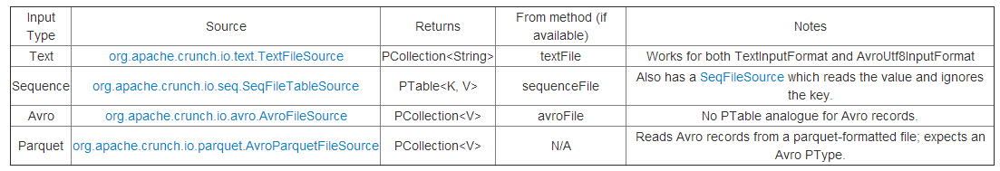 Input Type Source Returns From method (if available) Notes
Text org.apache.crunch.io.text.TextFileSource PCollection<String> textFile Works for both TextInputFormat and AvroUtf8InputFormat
Sequence org.apache.crunch.io.seq.SeqFileTableSource PTable<K, V> sequenceFile Also has a SeqFileSource which reads the value and ignores the key.
Avro org.apache.crunch.io.avro.AvroFileSource PCollection<V> avroFile No PTable analogue for Avro records.
Parquet org.apache.crunch.io.parquet.AvroParquetFileSource PCollection<V> N/A Reads Avro records from a parquet-formatted file; expects an Avro PType.